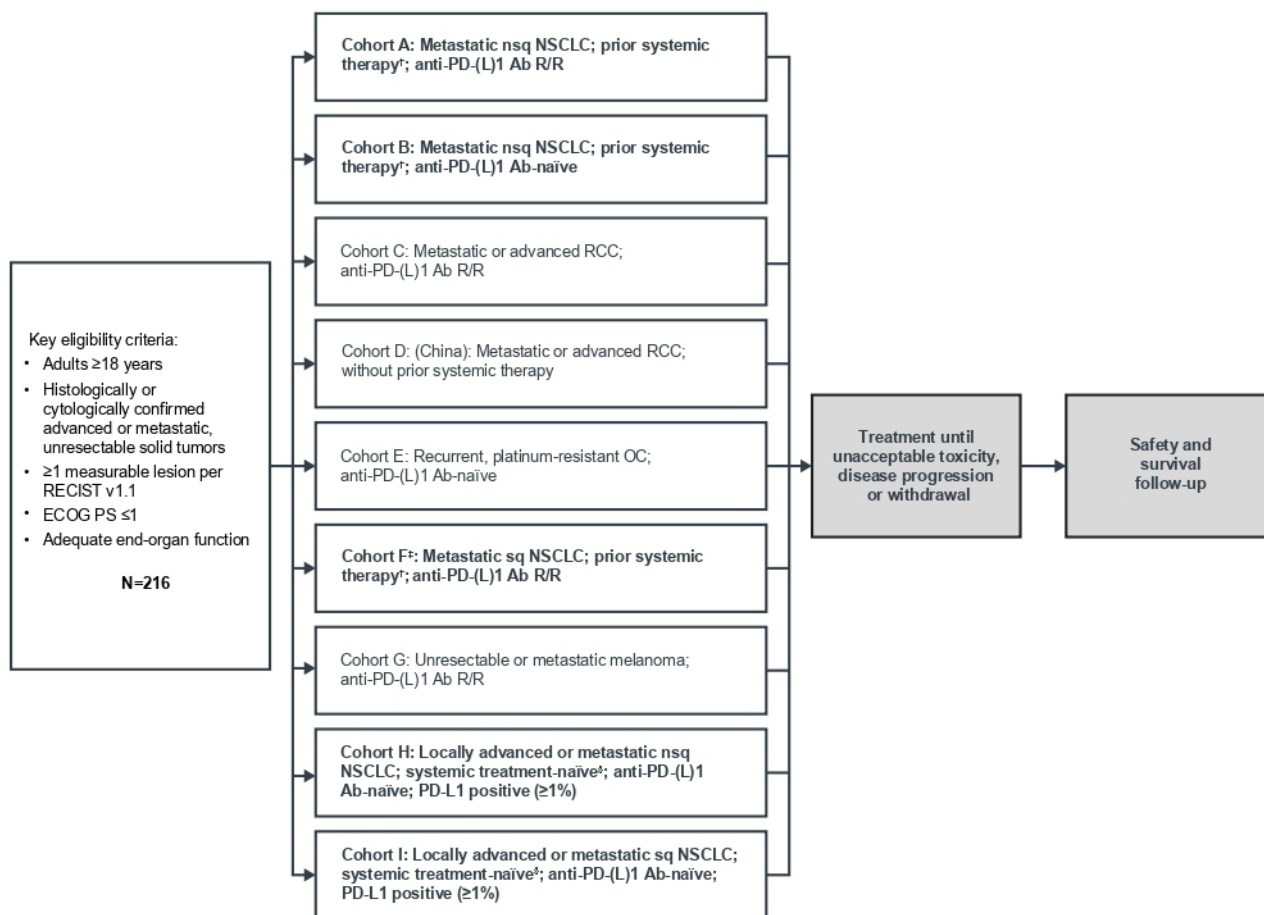 Key eligibility criteria:
• Adults ≥18 years
• Histologically or
cytologically confirmed
advanced or metastatic,
unresectable solid tumors
• ≥1 measurable lesion per
RECIST v1.1
• ECOG PS ≤1
• Adequate end-organ function
N=216
Cohort A: Metastatic nsq NSCLC; prior systemic
therapy†; anti-PD-(L)1 Ab R/R
Cohort B: Metastatic nsq NSCLC; prior systemic
therapy†; anti-PD-(L)1 Ab-naïve
Cohort C: Metastatic or advanced RCC;
anti-PD-(L)1 Ab R/R
Cohort D: (China): Metastatic or advanced RCC;
without prior systemic therapy
Cohort E: Recurrent, platinum-resistant OC;
anti-PD-(L)1 Ab-naïve
Cohort F‡: Metastatic sq NSCLC; prior systemic
therapy†; anti-PD-(L)1 Ab R/R
Cohort G: Unresectable or metastatic melanoma;
anti-PD-(L)1 Ab R/R
Cohort H: Locally advanced or metastatic nsq
NSCLC; systemic treatment-naïve§; anti-PD-(L)1
Ab-naïve; PD-L1 positive (≥1%)
Cohort I: Locally advanced or metastatic sq NSCLC;
systemic treatment-naïve§; anti-PD-(L)1 Ab-naïve;
PD-L1 positive (≥1%)
Treatment until
unacceptable toxicity,
disease progression
or withdrawal
Safety and
survival
follow-up